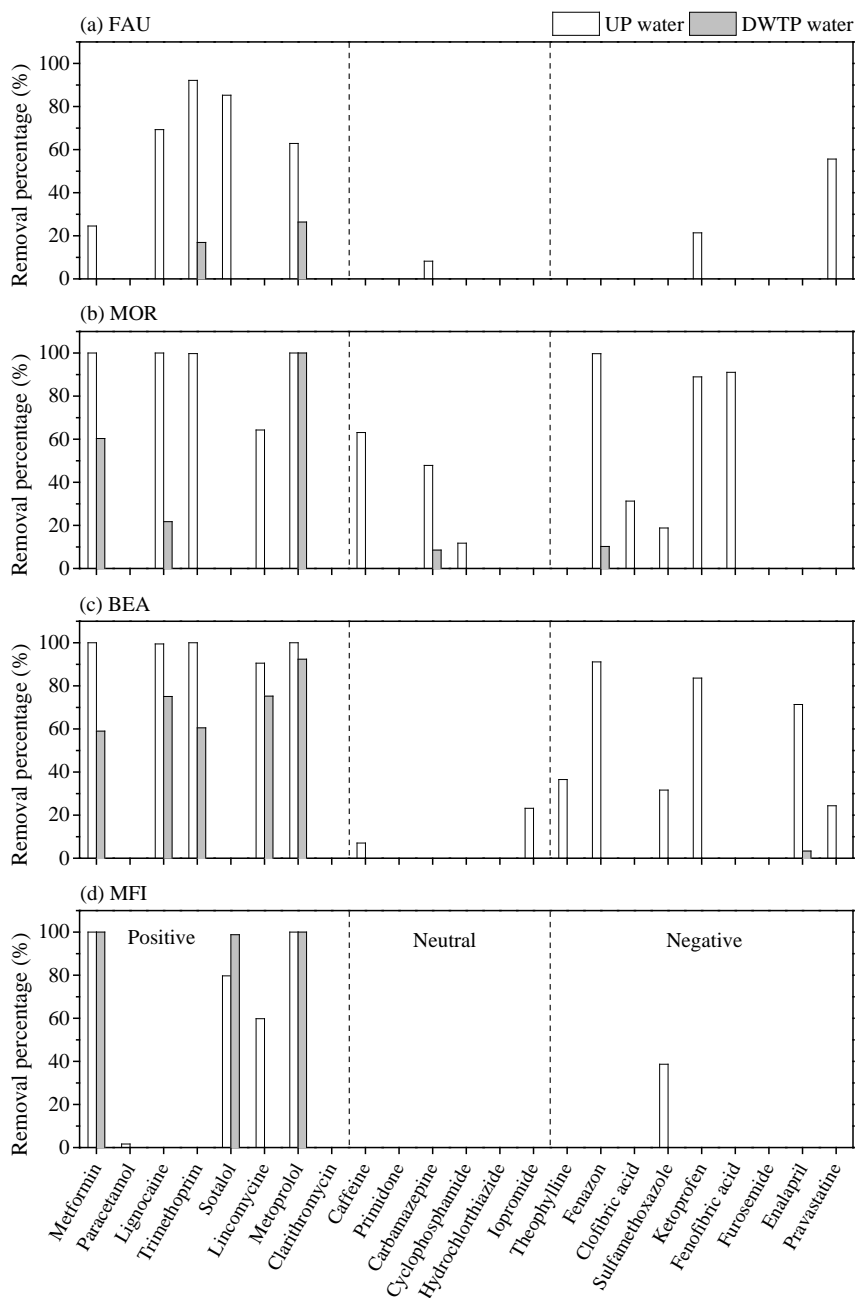 (a) FAU
UP water
DWTP water
Removal percentage (%)
100
80
60
40
20
0
(b) MOR
Removal percentage (%)
100
80
60
40
20
0
(c) BEA
Removal percentage (%)
100
80
60
40
20
0
(d) MFI
Positive
Neutral
Negative
Removal percentage (%)
100
80
60
40
20
0
Metformin
Paracetamol
Lignocaine
Trimethoprim
Sotalol
Lincomycine
Metoprolol
Clarithromycin
Caffeine
Primidone
Carbamazepine
Cyclophosphamide
Hydrochlorthiazide
Iopromide
Theophylline
Fenazon
Clofibric acid
Sulfamethoxazole
Ketoprofen
Fenofibric acid
Furosemide
Enalapril
Pravastatine